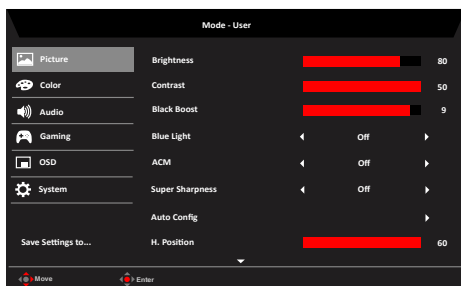 Mode - User
Picture
Color
Audio
Gaming
OSD
System
Save Settings to...
Brightness 80
Contrast 50
Black Boost 9
Blue Light Off
ACM Off
Super Sharpness Off
Auto Config
H. Position 60
Move Enter